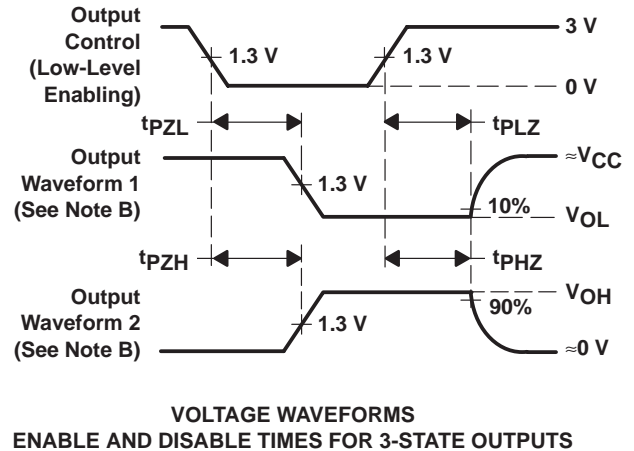 Output
Control
(Low-Level
Enabling)
1.3 V
1.3 V
3 V
0 V
tPZL
tPLZ
Output
Waveform 1
(See Note B)
1.3 V
10%
≈VCC
VOL
tPZH
tPHZ
Output
Waveform 2
(See Note B)
1.3 V
90%
VOH
≈0 V
VOLTAGE WAVEFORMS
ENABLE AND DISABLE TIMES FOR 3-STATE OUTPUTS